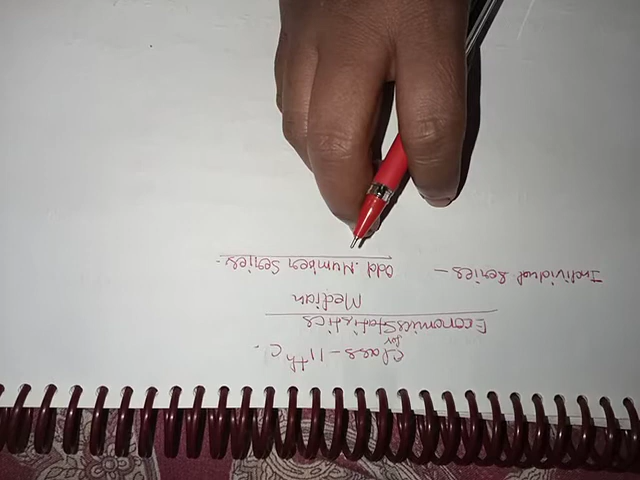 Class - 11th C.
for
Economics Statistics
Median
Individual Series - Odd Number Series.